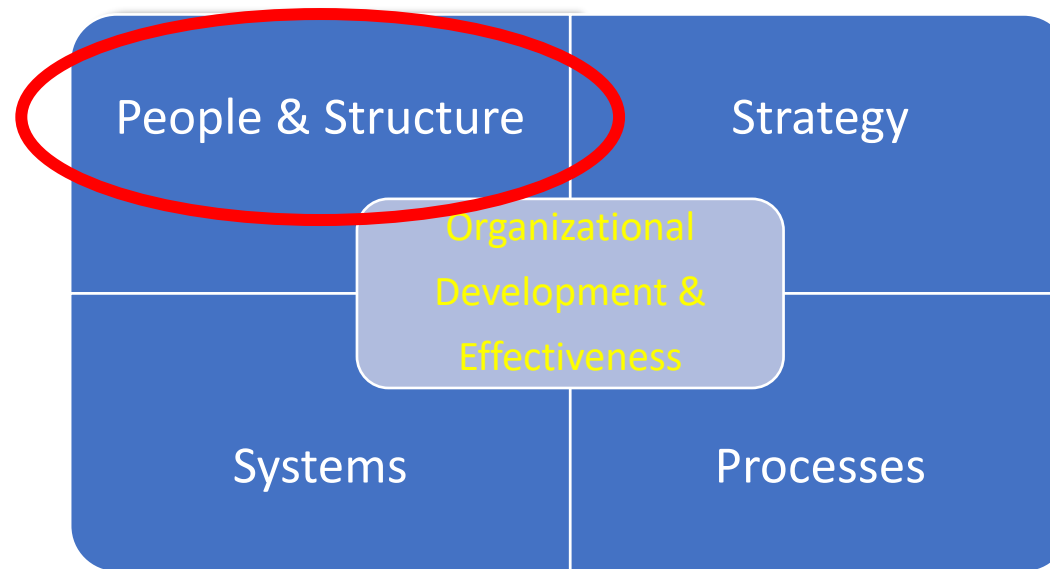 People & Structure
Strategy
Organizational
Development &
Effectiveness
Systems
Processes